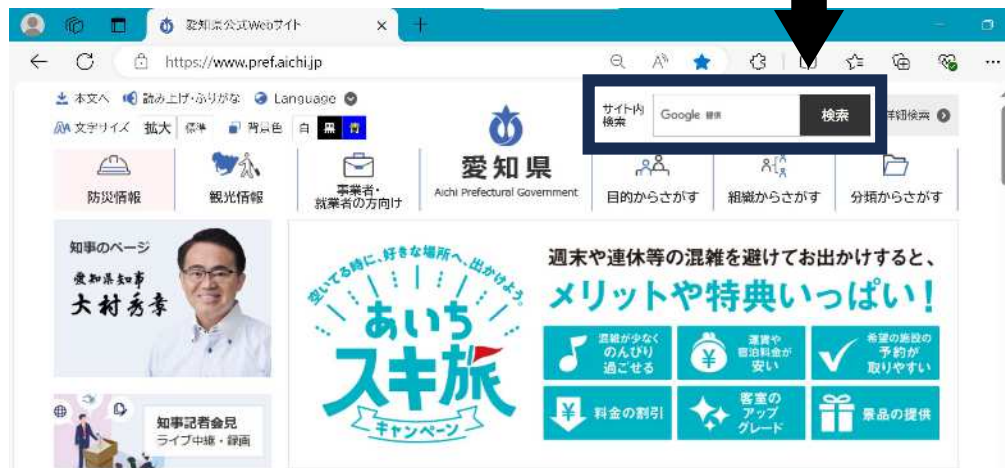 愛知県公式Webサイト
https://www.pref.aichi.jp
本文へ 読み上げ・ふりがな Language
サイト内
検索
Google 提供
検索
詳細検索
文字サイズ 拡大 標準 背景色 白 黒 青
愛知県
Aichi Prefectural Government
防災情報
観光情報
事業者・
就業者の方向け
目的からさがす
組織からさがす
分類からさがす
知事のページ
愛知県知事
大村秀章
空いてる時に、好きな場所へ、出かけよう。
あいち
スキ旅
キャンペーン
週末や連休等の混雑を避けてお出かけすると、
メリットや特典いっぱい!
混雑が少なく
のんびり
過ごせる
運賃や
宿泊料金が
安い
希望の施設の
予約が
取りやすい
料金の割引
客室の
アップ
グレード
景品の提供
知事記者会見
ライブ中継・録画